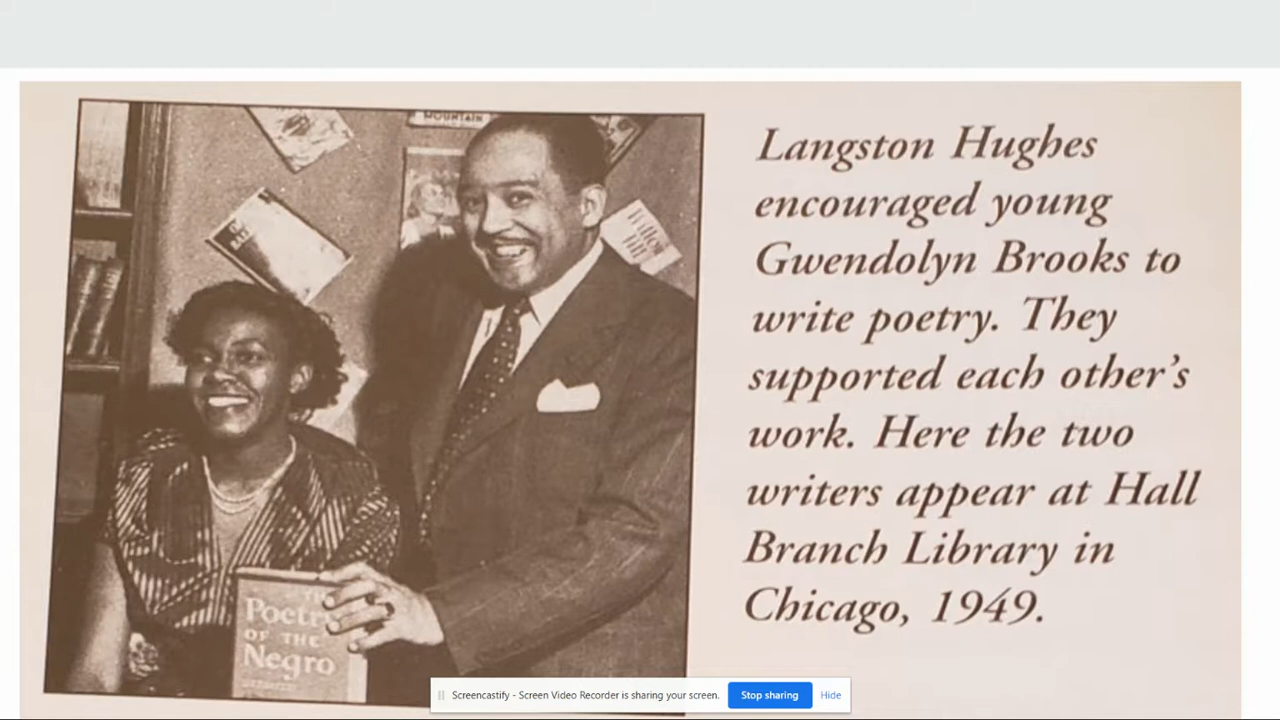 MOUNTAIN
Langston Hughes
encouraged young
Gwendolyn Brooks to
write poetry. They
supported each other's
work. Here the two
writers appear at Hall
Branch Library in
Chicago, 1949.
Poetry
OF THE
Negro
Screencastify - Screen Video Recorder is sharing your screen.
Stop sharing
Hide